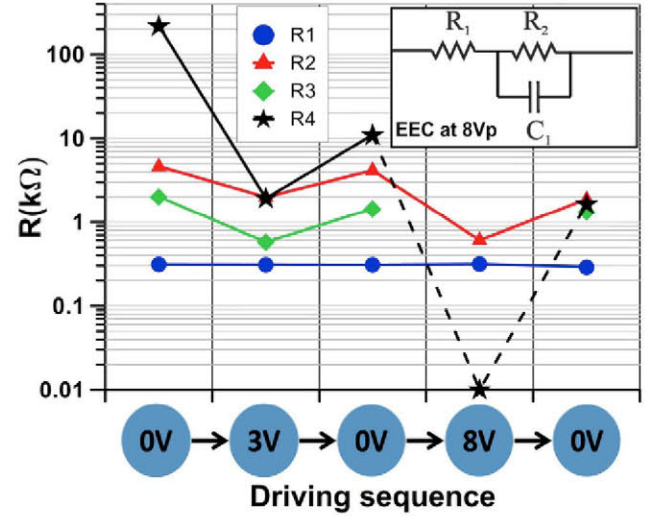 100
10
1
0.1
0.01
R(kΩ)
R1
R2
R3
R4
R₁
R₂
C₁
EEC at 8Vp
0V
3V
0V
8V
0V
Driving sequence